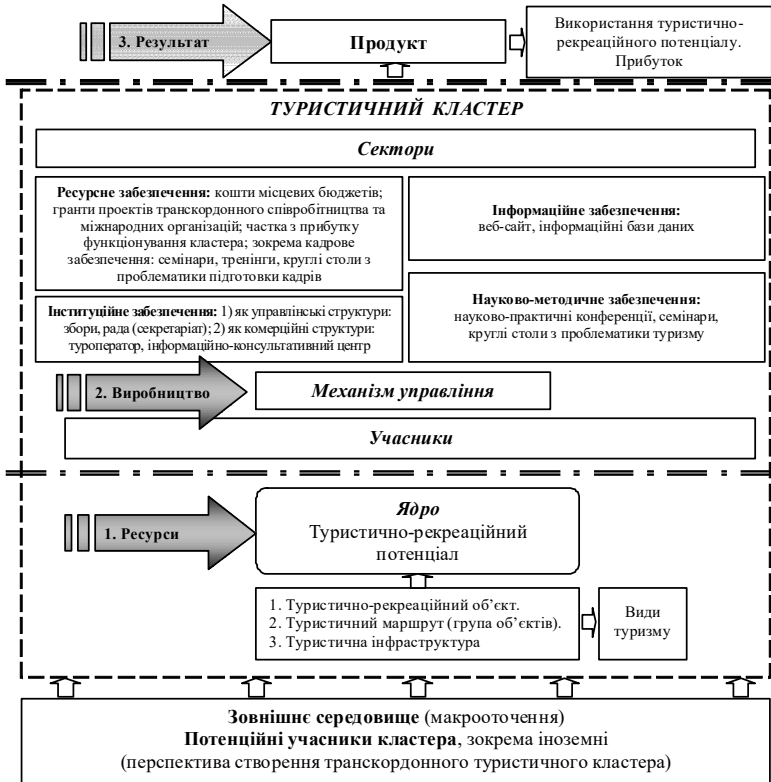 3. Результат
Продукт
Використання туристично-
рекреаційного потенціалу.
Прибуток
ТУРИСТИЧНИЙ КЛАСТЕР
Сектори
Ресурсне забезпечення: кошти місцевих бюджетів;
гранти проектів транскордонного співробітництва та
міжнародних організацій; частка з прибутку
функціонування кластера; зокрема кадрове
забезпечення: семінари, тренінги, круглі столи з
проблематики підготовки кадрів
Інформаційне забезпечення:
веб-сайт, інформаційні бази даних
Інституційне забезпечення: 1) як управлінські структури:
збори, рада (секретаріат); 2) як комерційні структури:
туроператор, інформаційно-консультативний центр
Науково-методичне забезпечення:
науково-практичні конференції, семінари,
круглі столи з проблематики туризму
2. Виробництво
Механізм управління
Учасники
1. Ресурси
Ядро
Туристично-рекреаційний
потенціал
1. Туристично-рекреаційний об’єкт.
2. Туристичний маршрут (група об’єктів).
3. Туристична інфраструктура
Види
туризму
Зовнішнє середовище (макрооточення)
Потенційні учасники кластера, зокрема іноземні
(перспектива створення транскордонного туристичного кластера)